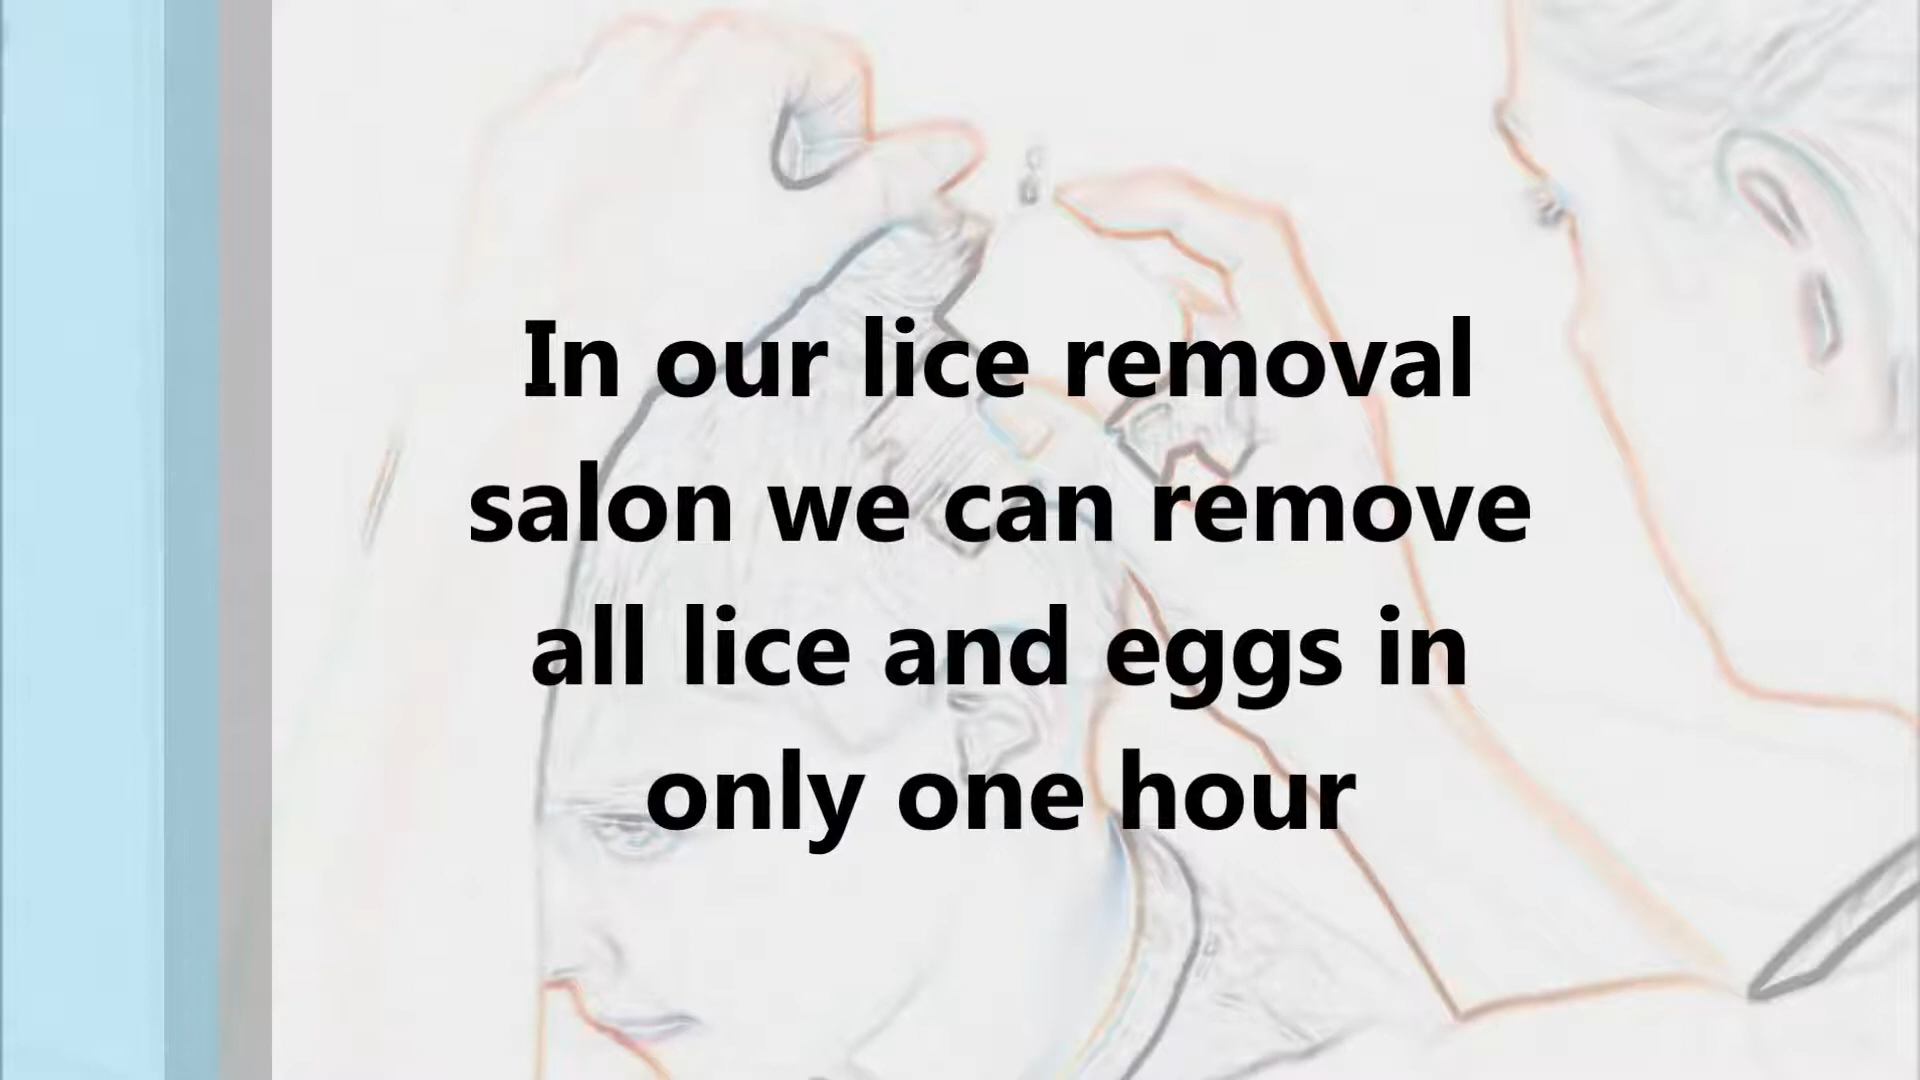 In our lice removal
salon we can remove
all lice and eggs in
only one hour